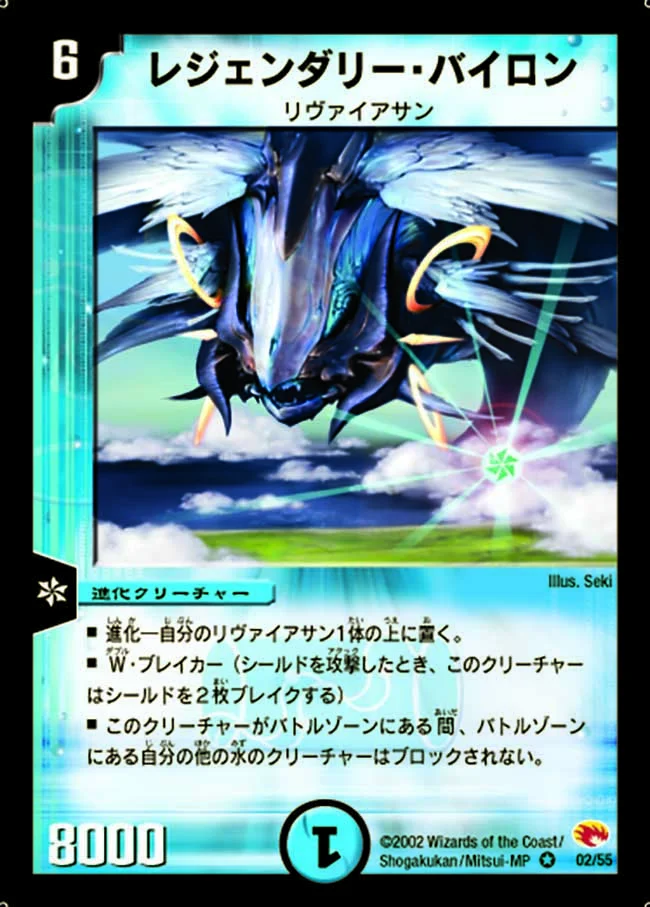 6
レジェンダリー・バイロン
リヴァイアサン
Illus. Seki
進化クリーチャー
■ 進化—自分のリヴァイアサン1体の上に置く。
■ W・ブレイカー（シールドを攻撃したとき、このクリーチャー
はシールドを２枚ブレイクする）
■ このクリーチャーがバトルゾーンにある間、バトルゾーン
にある自分の他の水のクリーチャーはブロックされない。
8000
1
©2002 Wizards of the Coast/
Shogakukan/Mitsui-MP
02/55